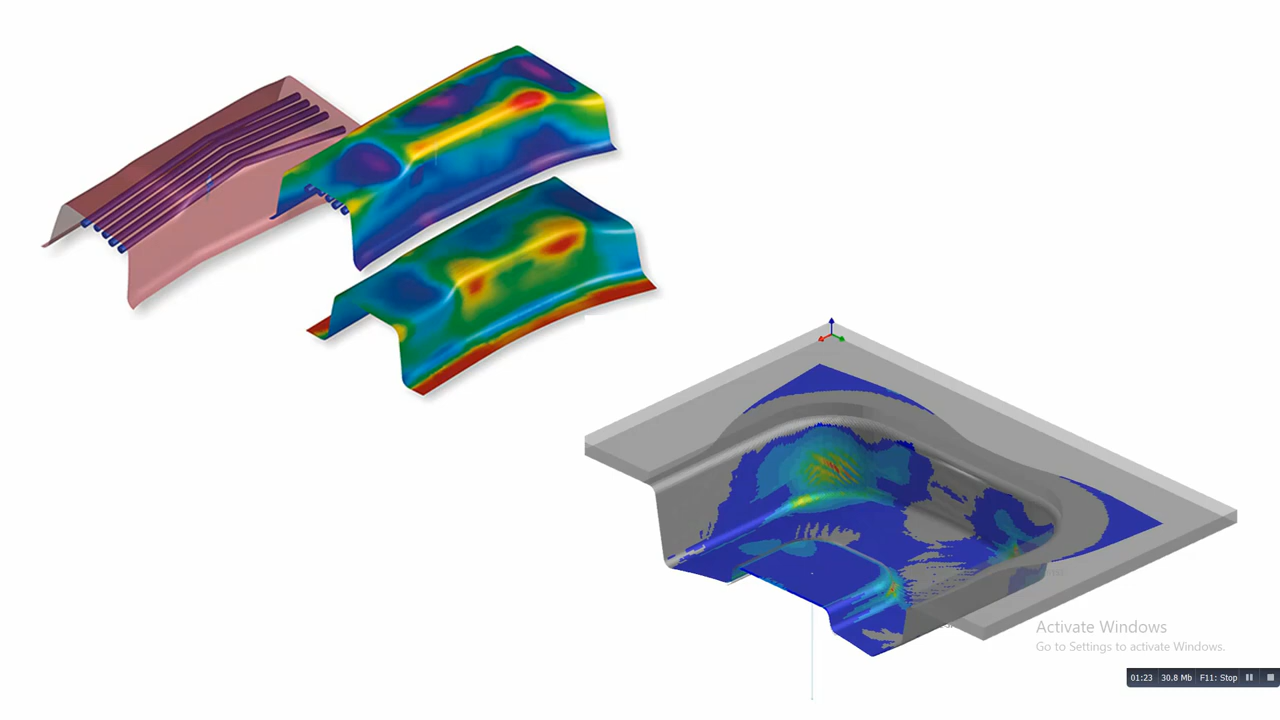 Activate Windows
Go to Settings to activate Windows.
01:23 30.8 Mb F11: Stop